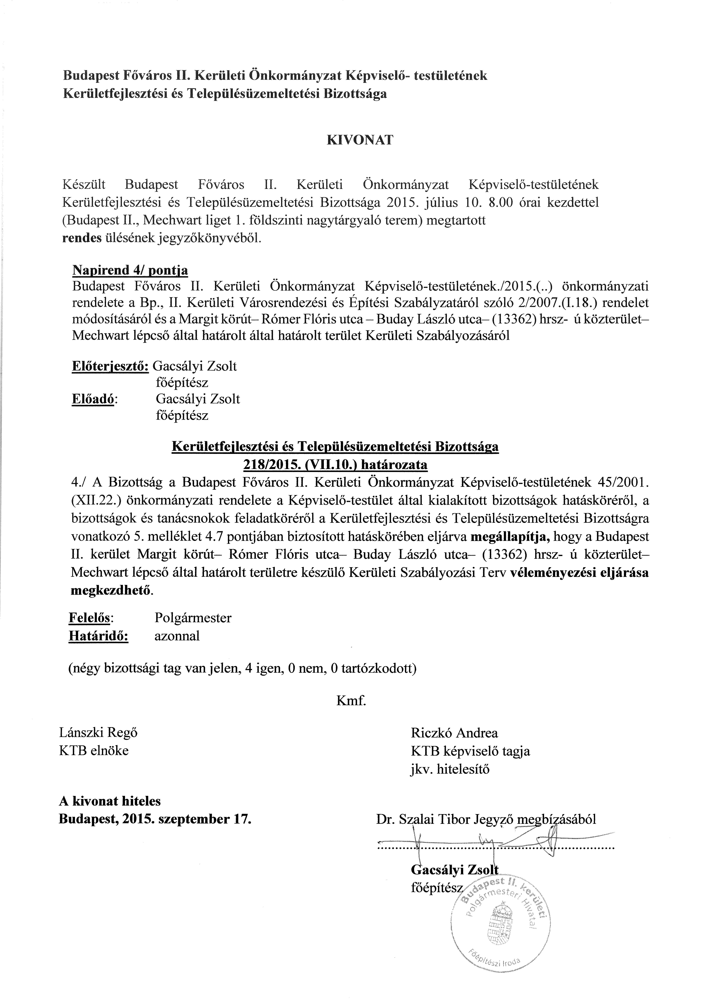 Budapest Főváros II. Kerületi Önkormányzat Képviselő- testületének
Kerületfejlesztési és Településüzemeltetési Bizottsága
KIVONAT
Készült Budapest Főváros II. Kerületi Önkormányzat Képviselő-testületének
Kerületfejlesztési és Településüzemeltetési Bizottsága 2015. július 10. 8.00 órai kezdettel
(Budapest II., Mechwart liget 1. földszinti nagytárgyaló terem) megtartott
rendes ülésének jegyzőkönyvéből.
Napirend 4/ pontja
Budapest Főváros II. Kerületi Önkormányzat Képviselő-testületének./2015.(..) önkormányzati
rendelete a Bp., II. Kerületi Városrendezési és Építési Szabályzatáról szóló 2/2007.(I.18.) rendelet
módosításáról és a Margit körút– Rómer Flóris utca – Buday László utca– (13362) hrsz- ú közterület–
Mechwart lépcső által határolt által határolt terület Kerületi Szabályozásáról
Előterjesztő: Gacsályi Zsolt
főépítész
Előadó: Gacsályi Zsolt
főépítész
Kerületfejlesztési és Településüzemeltetési Bizottsága
218/2015. (VII.10.) határozata
4./ A Bizottság a Budapest Főváros II. Kerületi Önkormányzat Képviselő-testületének 45/2001.
(XII.22.) önkormányzati rendelete a Képviselő-testület által kialakított bizottságok hatásköréről, a
bizottságok és tanácsnokok feladatköréről a Kerületfejlesztési és Településüzemeltetési Bizottságra
vonatkozó 5. melléklet 4.7 pontjában biztosított hatáskörében eljárva megállapítja, hogy a Budapest
II. kerület Margit körút– Rómer Flóris utca– Buday László utca– (13362) hrsz- ú közterület–
Mechwart lépcső által határolt területre készülő Kerületi Szabályozási Terv véleményezési eljárása
megkezdhető.
Felelős: Polgármester
Határidő: azonnal
(négy bizottsági tag van jelen, 4 igen, 0 nem, 0 tartózkodott)
Kmf.
Lánszki Regő
KTB elnöke
Riczkó Andrea
KTB képviselő tagja
jkv. hitelesítő
A kivonat hiteles
Budapest, 2015. szeptember 17.
Dr. Szalai Tibor Jegyző megbízásából
Gacsályi Zsolt
főépítész
Budapest II. kerületi
Polgármesteri Hivatal
Főépítészi Iroda